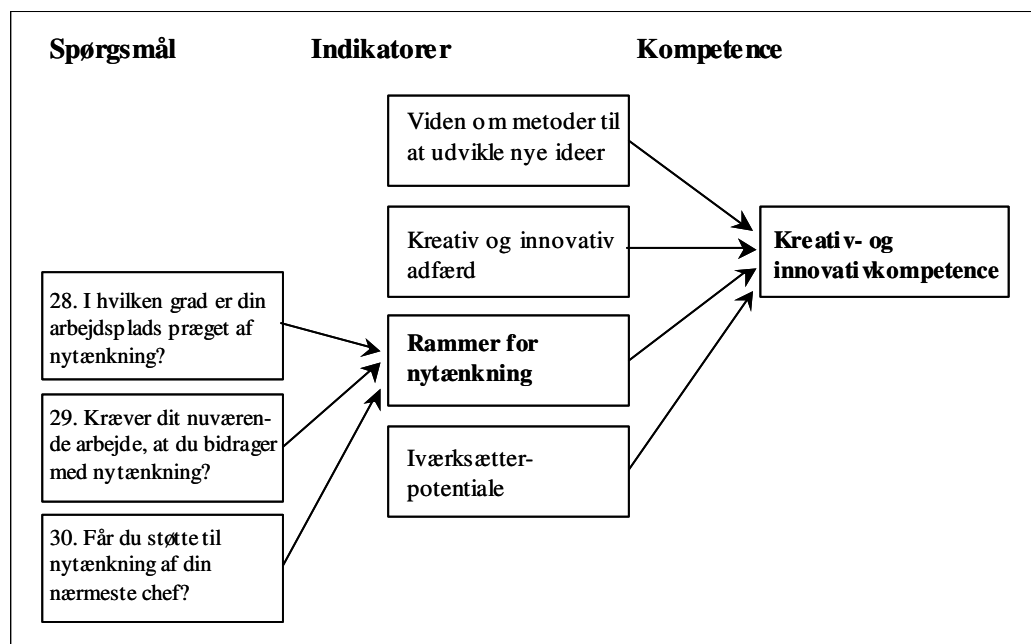 Spørgsmål
Indikatorer
Kompetence
28. I hvilken grad er din
arbejdsplads præget af
nytænkning?
29. Kræver dit nuværen-
de arbejde, at du bidrager
med nytænkning?
30. Får du støtte til
nytænkning af din
nærmeste chef?
Viden om metoder til
at udvikle nye ideer
Kreativ og innovativ
adfærd
Rammer for
nytænkning
Iværksætter-
potentiale
Kreativ- og
innovativkompetence